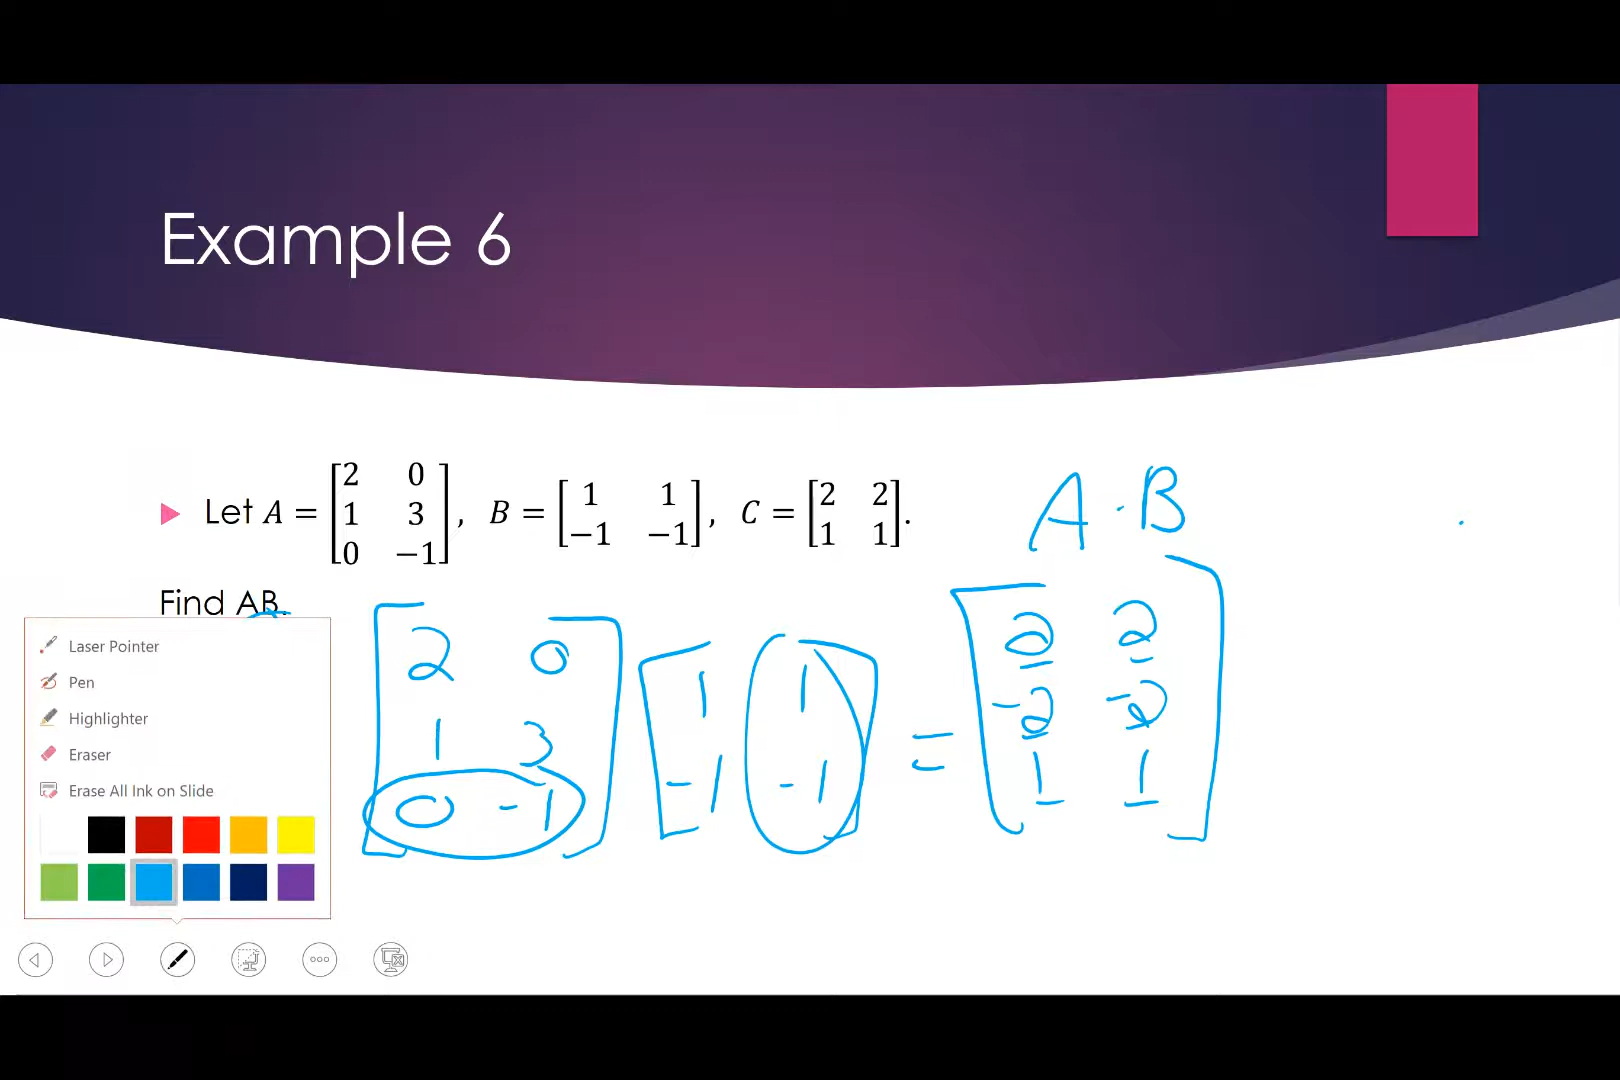 Example 6
Let A = [2 0; 1 3; 0 −1], B = [1 1; −1 −1], C = [2 2; 1 1].
A · B
Find AB.
[2 0; 1 3; 0 -1] [1 1; -1 -1] = [2 2; -2 -2; 1 1]
Laser Pointer
Pen
Highlighter
Eraser
Erase All Ink on Slide